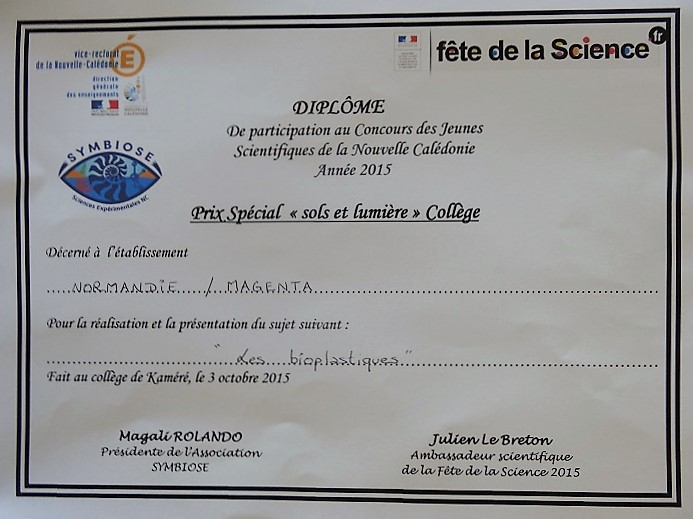 vice-rectorat
de la Nouvelle-Calédonie
direction
générale
des enseignements
fête de la Science
.fr
DIPLÔME
De participation au Concours des Jeunes
Scientifiques de la Nouvelle Calédonie
Année 2015
SYMBIOSE
Sciences Expérimentales NC
Prix Spécial « sols et lumière » Collège
Décerné à l'établissement
.....NORMANDIE...../...MAGENTA.....
Pour la réalisation et la présentation du sujet suivant :
....." Les bioplastiques".....
Fait au collège de Kaméré, le 3 octobre 2015
Magali ROLANDO
Présidente de l'Association
SYMBIOSE
Julien Le Breton
Ambassadeur scientifique
de la Fête de la Science 2015